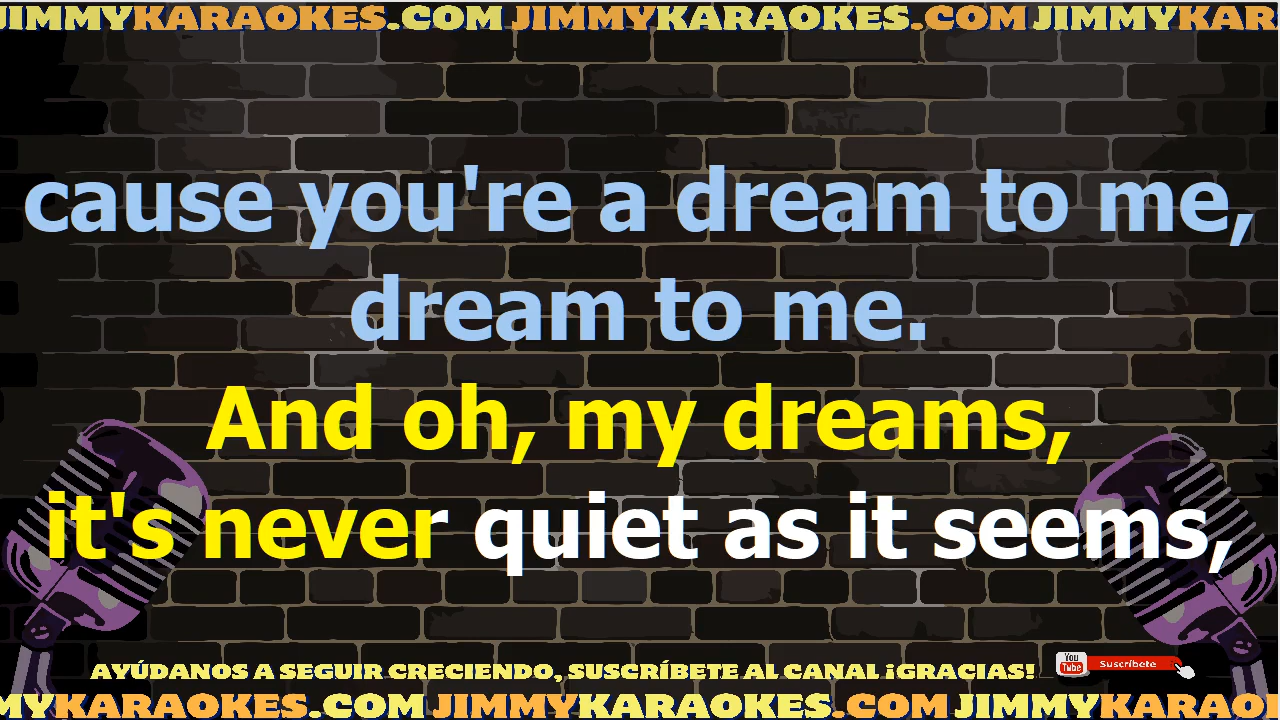 JIMMYKARAOKES.COM JIMMYKARAOKES.COM JIMMYKAR
cause you're a dream to me,
dream to me.
And oh, my dreams,
it's never quiet as it seems,
AYÚDANOS A SEGUIR CRECIENDO, SUSCRÍBETE AL CANAL ¡GRACIAS! You Tube Suscríbete
MYKARAOKES.COM JIMMYKARAOKES.COM JIMMYKARAO